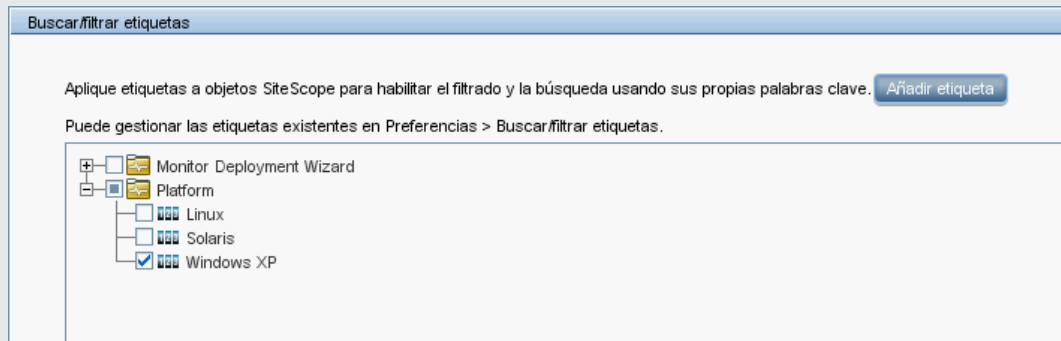 Buscar/filtrar etiquetas
Aplique etiquetas a objetos SiteScope para habilitar el filtrado y la búsqueda usando sus propias palabras clave. Añadir etiqueta
Puede gestionar las etiquetas existentes en Preferencias > Buscar/filtrar etiquetas.
Monitor Deployment Wizard
Platform
Linux
Solaris
Windows XP